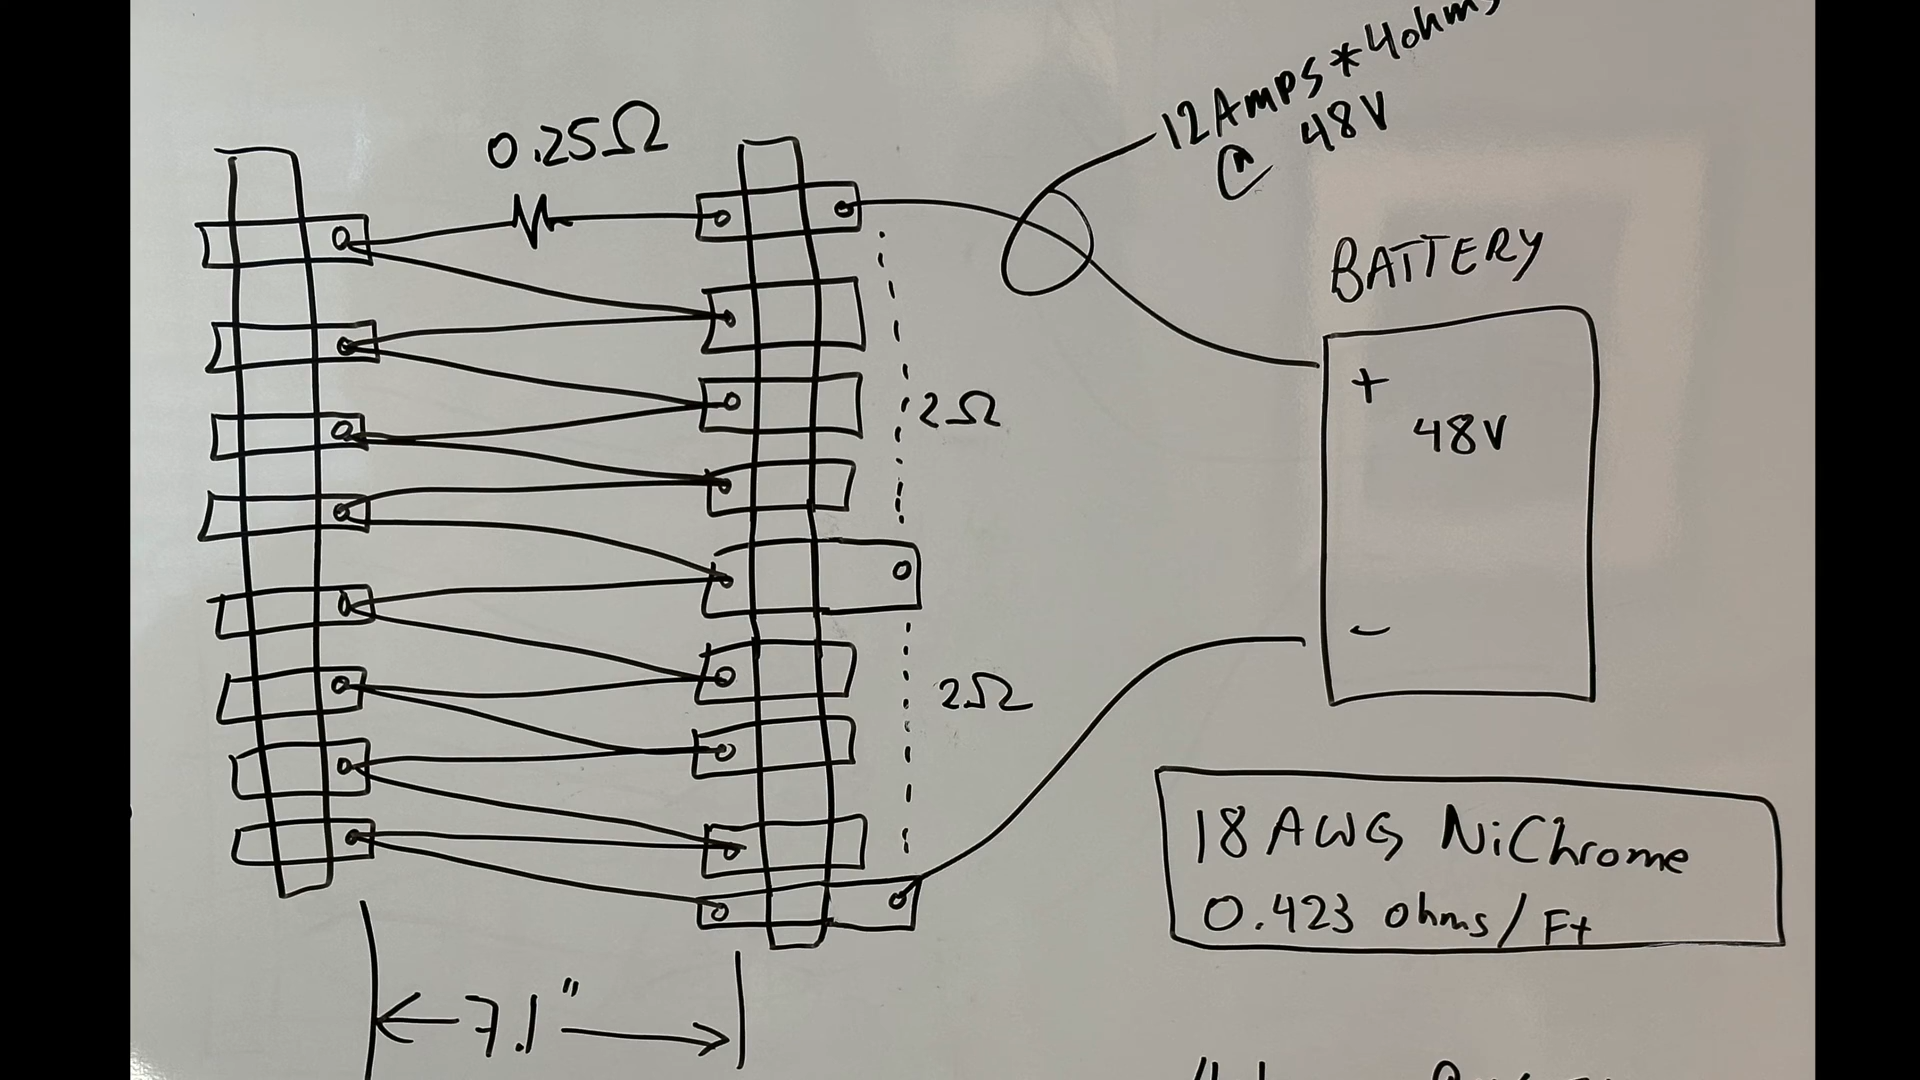 12 Amps * 4 ohms
@ 48V
0.25Ω
BATTERY
+
48V
2Ω
-
2Ω
18 AWG NiChrome
0.423 ohms/Ft
7.1"